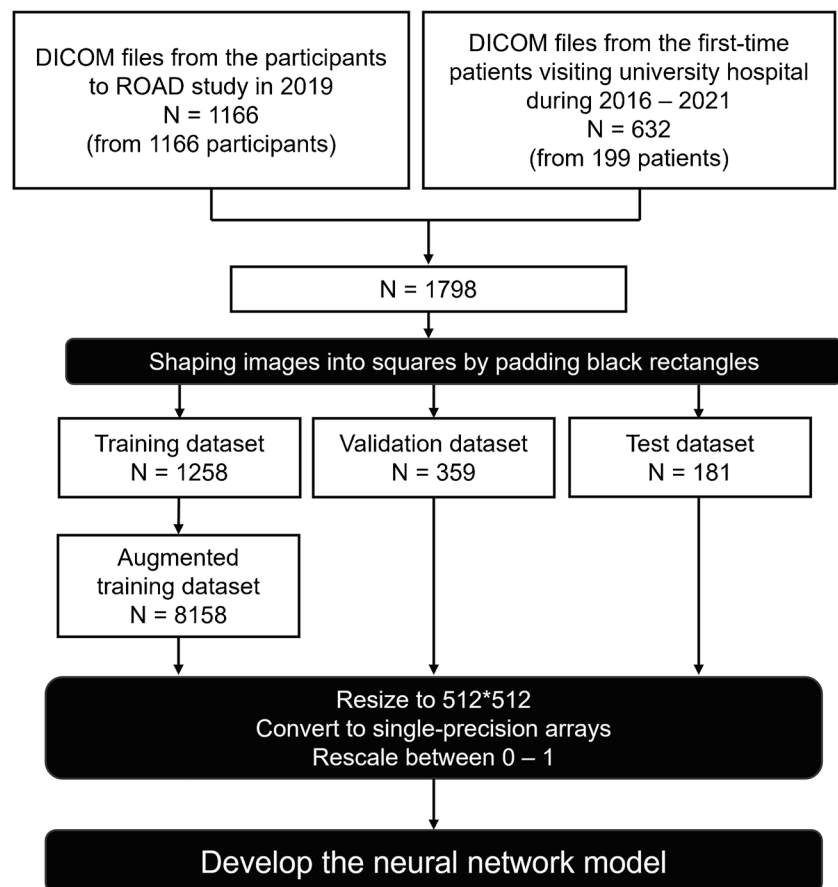 DICOM files from the participants
to ROAD study in 2019
N = 1166
(from 1166 participants)
DICOM files from the first-time
patients visiting university hospital
during 2016 – 2021
N = 632
(from 199 patients)
N = 1798
Shaping images into squares by padding black rectangles
Training dataset
N = 1258
Validation dataset
N = 359
Test dataset
N = 181
Augmented
training dataset
N = 8158
Resize to 512*512
Convert to single-precision arrays
Rescale between 0 – 1
Develop the neural network model